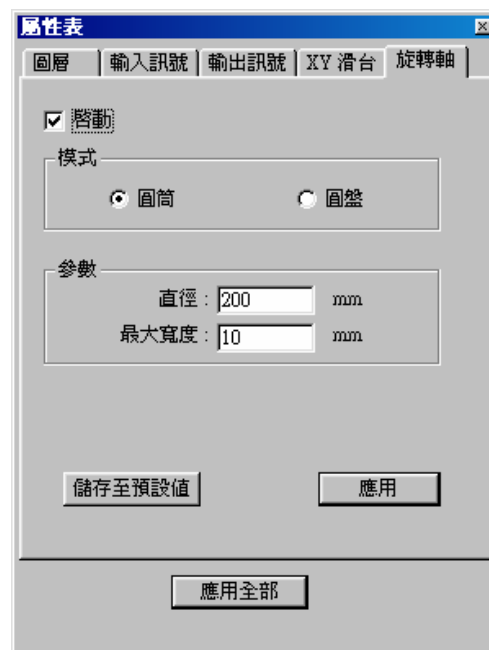 屬性表
圖層 輸入訊號 輸出訊號 XY 滑台 旋轉軸
啓動
模式
圓筒 圓盤
參數
直徑 : 200 mm
最大寬度 : 10 mm
儲存至預設值 應用
應用全部